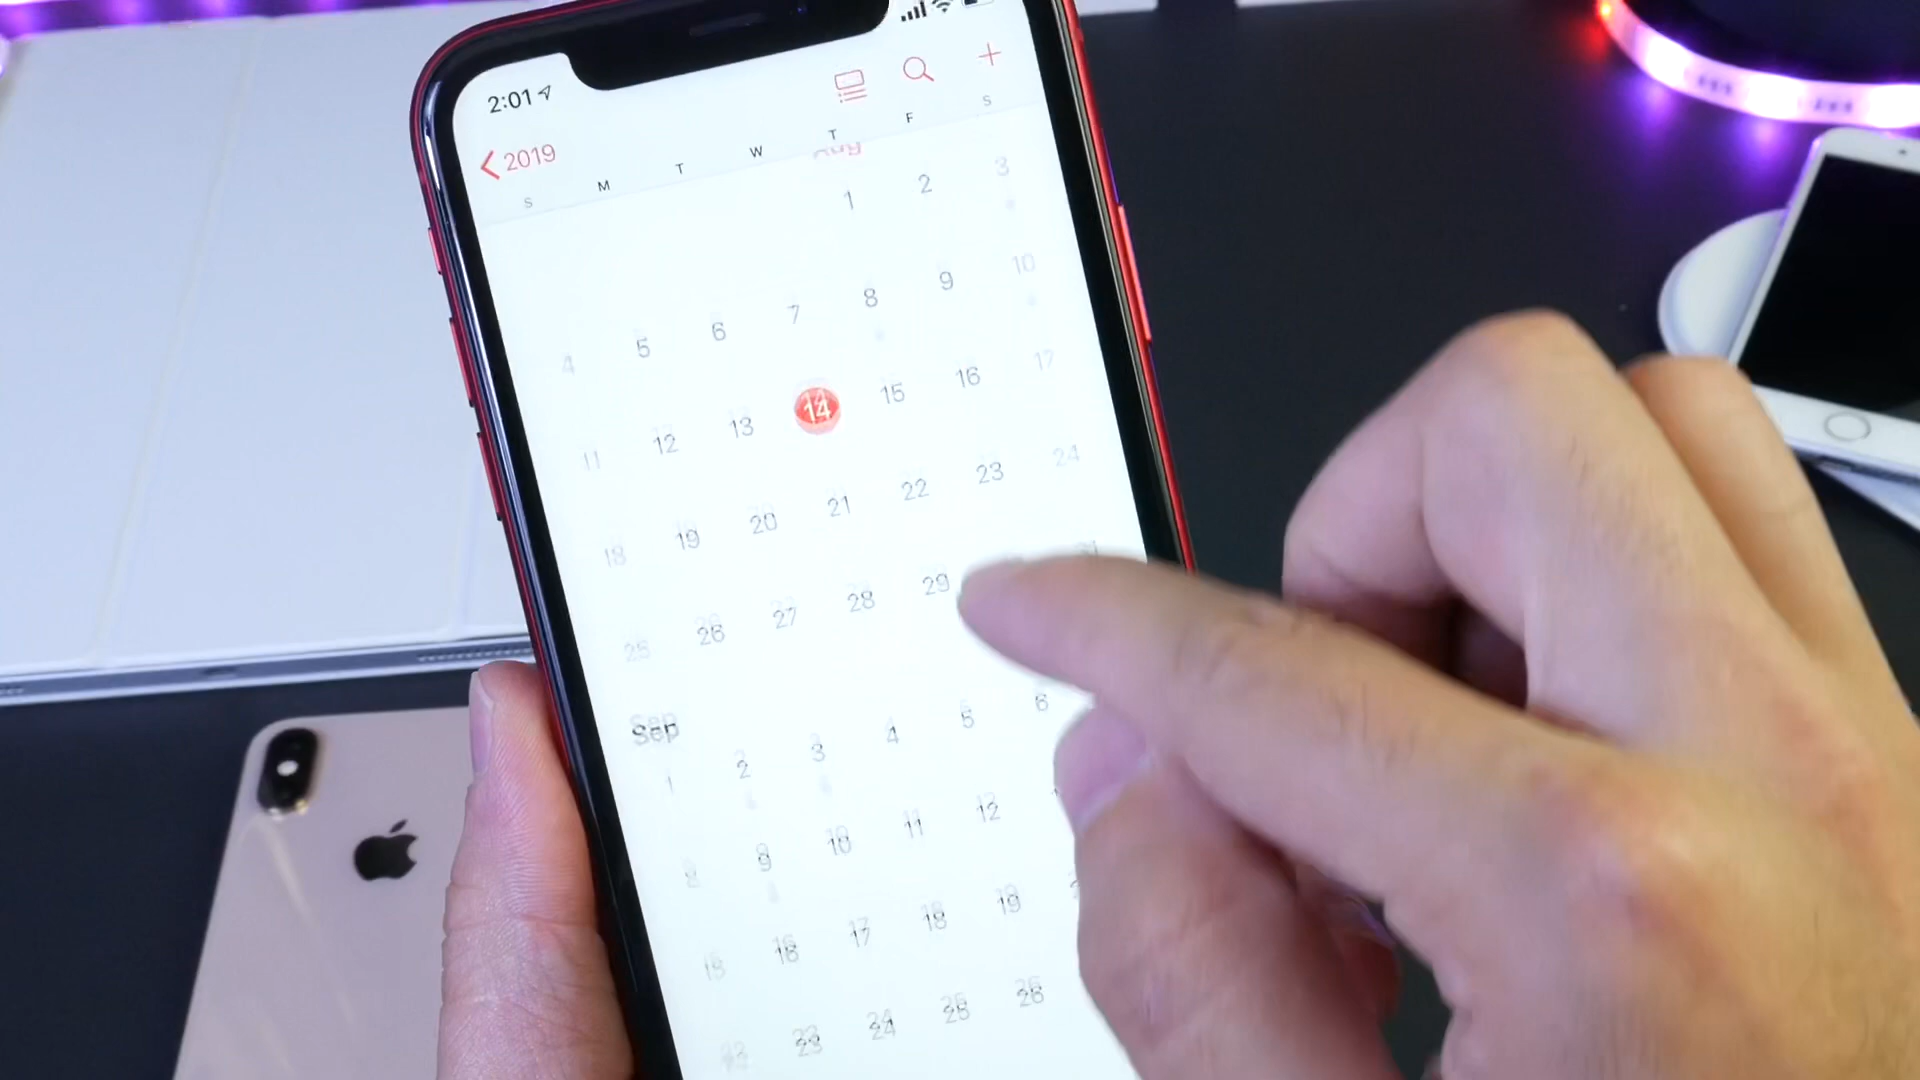 2:01
2019
S M T W T F S
1 2 3
4 5 6 7 8 9 10
11 12 13 14 15 16 17
18 19 20 21 22 23 24
25 26 27 28 29
Sep
1 2 3 4 5 6
9 10 11 12
16 17 18 19
23 24 25 26